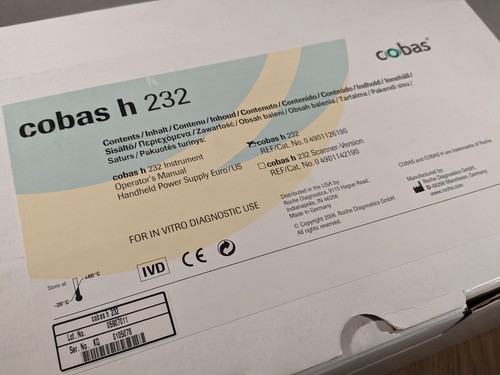 cobas®
cobas h 232
Contents / Inhalt / Contenu / Inhoud / Contenuto / Contenido / Conteúdo / Indhold / Innehåll /
Sisältö / Περιεχόμενα / Zawartość / Obsah balení / Obsah balenia / Tartalma / Pakendi sisu /
Saturs / Pakuotės turinys:
cobas h 232 Instrument
Operator's Manual
Handheld Power Supply Euro/US
cobas h 232
REF/Cat. No. 0 4901126190
cobas h 232 Scanner-Version
REF/Cat. No. 0 4901142190
FOR IN VITRO DIAGNOSTIC USE
Distributed in the USA by
Roche Diagnostics, 9115 Hague Road,
Indianapolis, IN 46256
Made in Germany
© Copyright 2006, Roche Diagnostics GmbH
All rights reserved.
COBAS and COBAS H are trademarks of Roche.
Manufactured by:
Roche Diagnostics GmbH
D-68298 Mannheim, Germany
www.roche.com
Store at:
+60°C
-20°C
IVD
CE
cobas h 232
Lot. No. 05907011
Ser. No. KQ 0105078